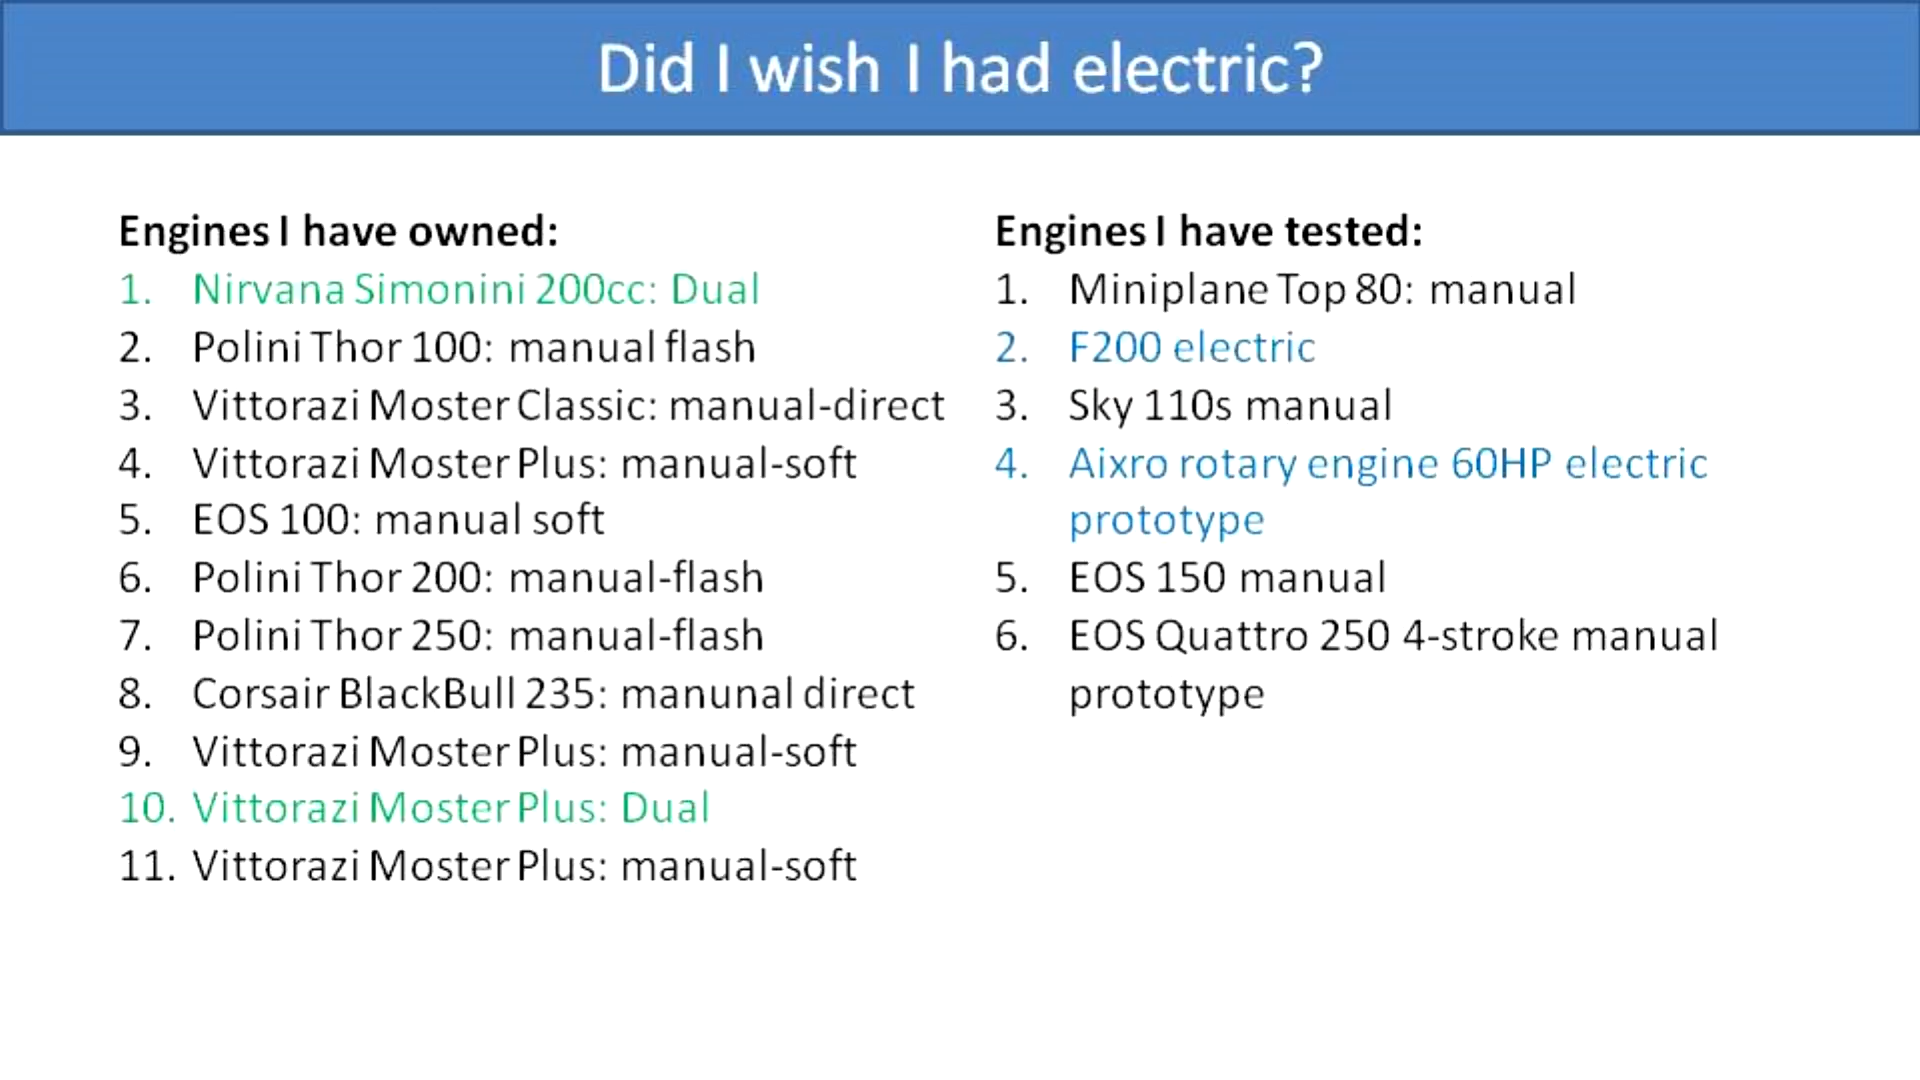 Did I wish I had electric?
Engines I have owned:
1. Nirvana Simonini 200cc: Dual
2. Polini Thor 100: manual flash
3. Vittorazi Moster Classic: manual-direct
4. Vittorazi Moster Plus: manual-soft
5. EOS 100: manual soft
6. Polini Thor 200: manual-flash
7. Polini Thor 250: manual-flash
8. Corsair BlackBull 235: manunal direct
9. Vittorazi Moster Plus: manual-soft
10. Vittorazi Moster Plus: Dual
11. Vittorazi Moster Plus: manual-soft
Engines I have tested:
1. Miniplane Top 80: manual
2. F200 electric
3. Sky 110s manual
4. Aixro rotary engine 60HP electric
prototype
5. EOS 150 manual
6. EOS Quattro 250 4-stroke manual
prototype